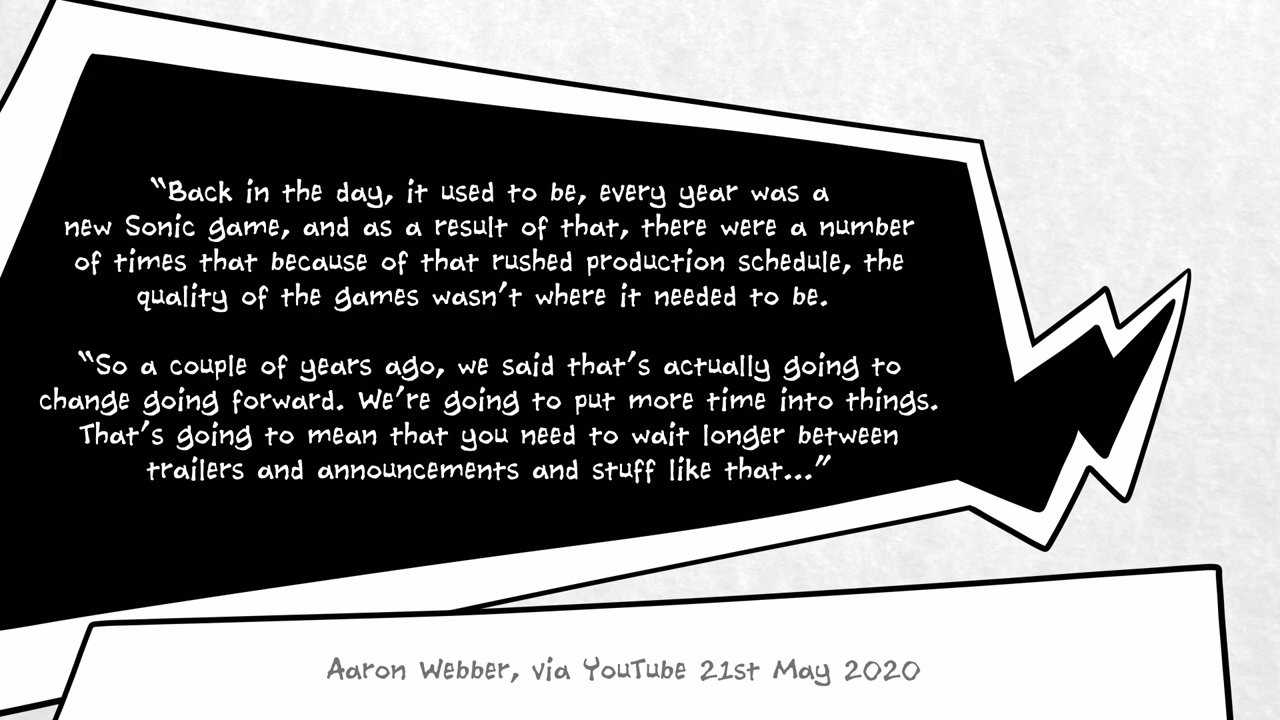 “Back in the day, it used to be, every year was a
new Sonic game, and as a result of that, there were a number
of times that because of that rushed production schedule, the
quality of the games wasn’t where it needed to be.
“So a couple of years ago, we said that’s actually going to
change going forward. We’re going to put more time into things.
That’s going to mean that you need to wait longer between
trailers and announcements and stuff like that...”
Aaron Webber, via YouTube 21st May 2020